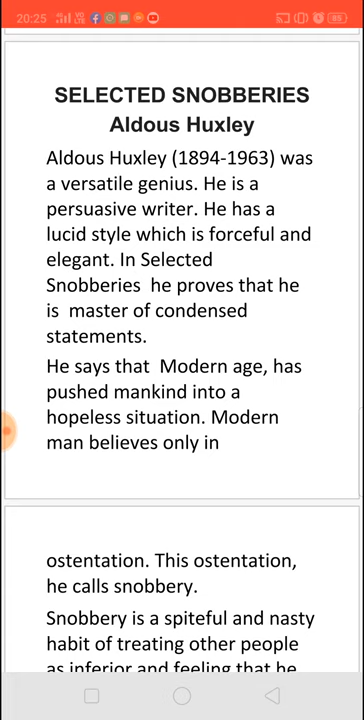 20:25
85
SELECTED SNOBBERIES
Aldous Huxley
Aldous Huxley (1894-1963) was
a versatile genius. He is a
persuasive writer. He has a
lucid style which is forceful and
elegant. In Selected
Snobberies he proves that he
is master of condensed
statements.
He says that Modern age, has
pushed mankind into a
hopeless situation. Modern
man believes only in
ostentation. This ostentation,
he calls snobbery.
Snobbery is a spiteful and nasty
habit of treating other people
as inferior and feeling that he